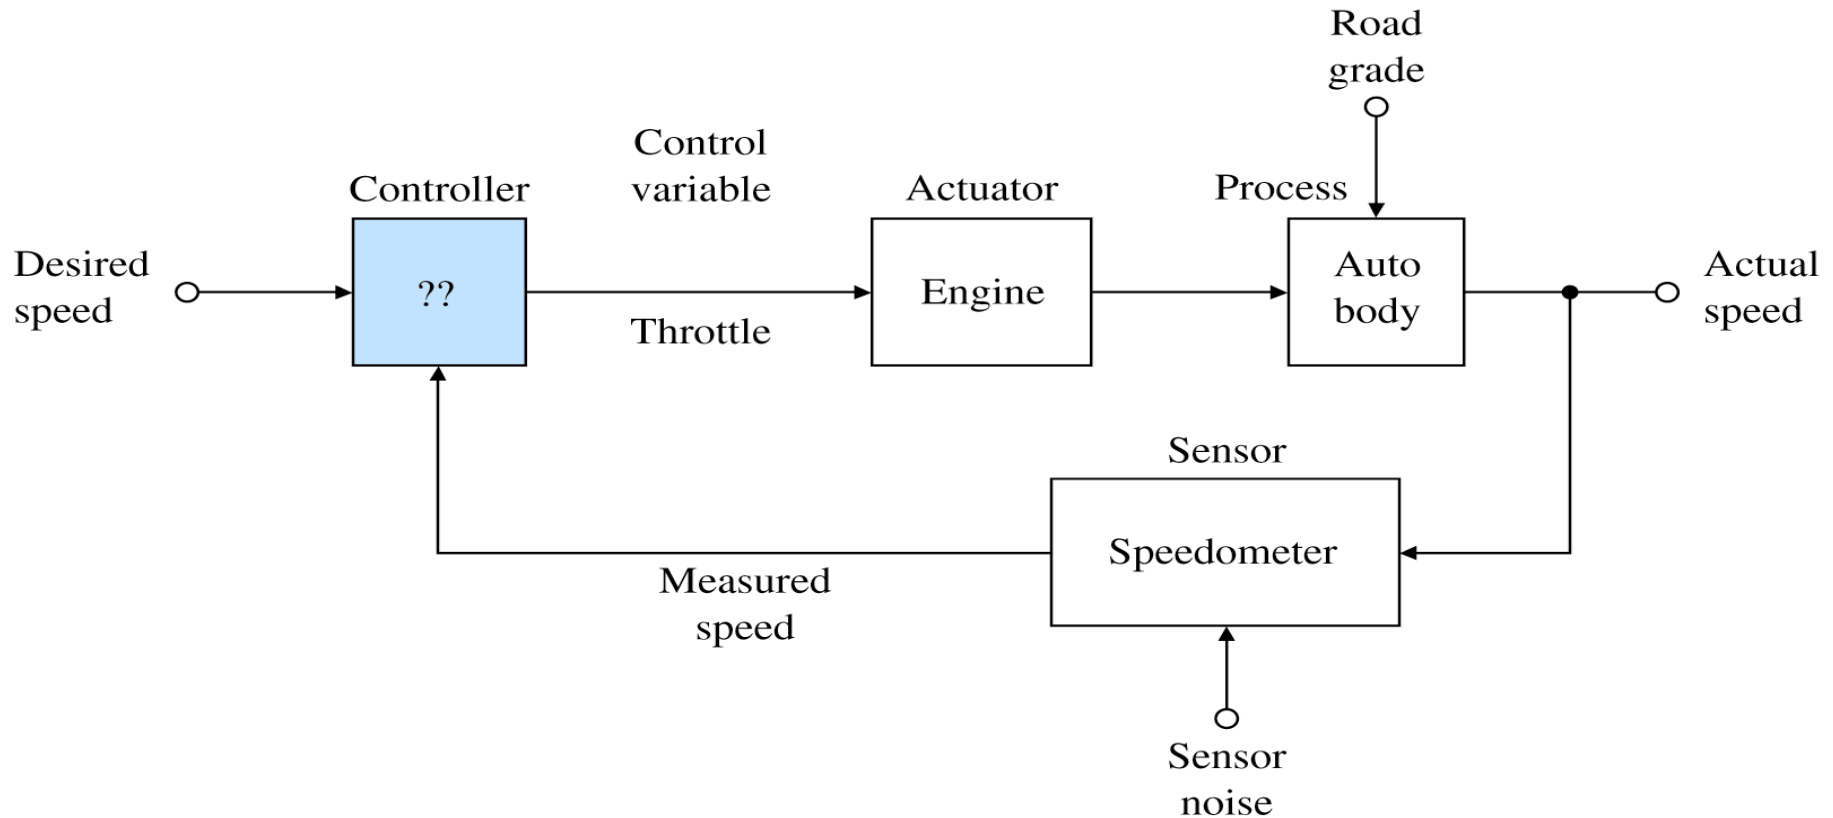 Road
grade
Control
variable
Controller
Actuator
Process
Desired
speed
??
Throttle
Engine
Auto
body
Actual
speed
Sensor
Speedometer
Measured
speed
Sensor
noise